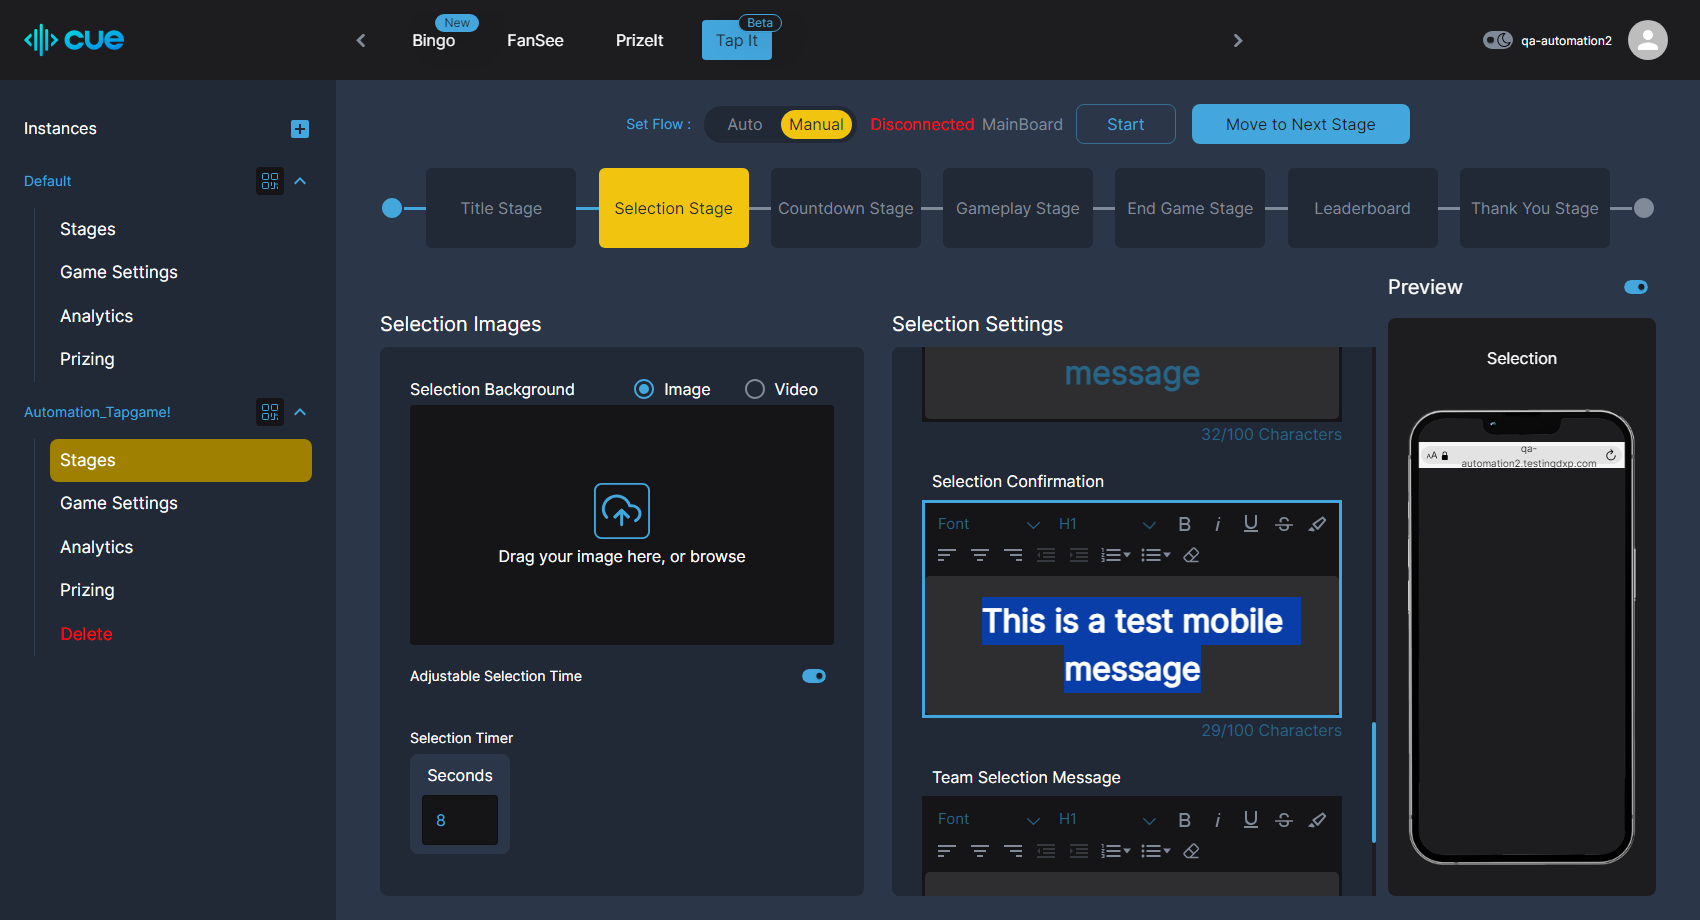 cue
New
Bingo
FanSee
PrizeIt
Beta
Tap It
qa-automation2
Instances
Default
Stages
Game Settings
Analytics
Prizing
Automation_Tapgame!
Stages
Game Settings
Analytics
Prizing
Delete
Set Flow :
Auto
Manual
Disconnected MainBoard
Start
Move to Next Stage
Title Stage
Selection Stage
Countdown Stage
Gameplay Stage
End Game Stage
Leaderboard
Thank You Stage
Selection Images
Selection Background
Image
Video
Drag your image here, or browse
Adjustable Selection Time
Selection Timer
Seconds
8
Selection Settings
message
32/100 Characters
Selection Confirmation
Font
H1
B i U S
This is a test mobile
message
29/100 Characters
Team Selection Message
Font
H1
B i U S
Preview
Selection
AA
qa-
automation2.testingdxp.com